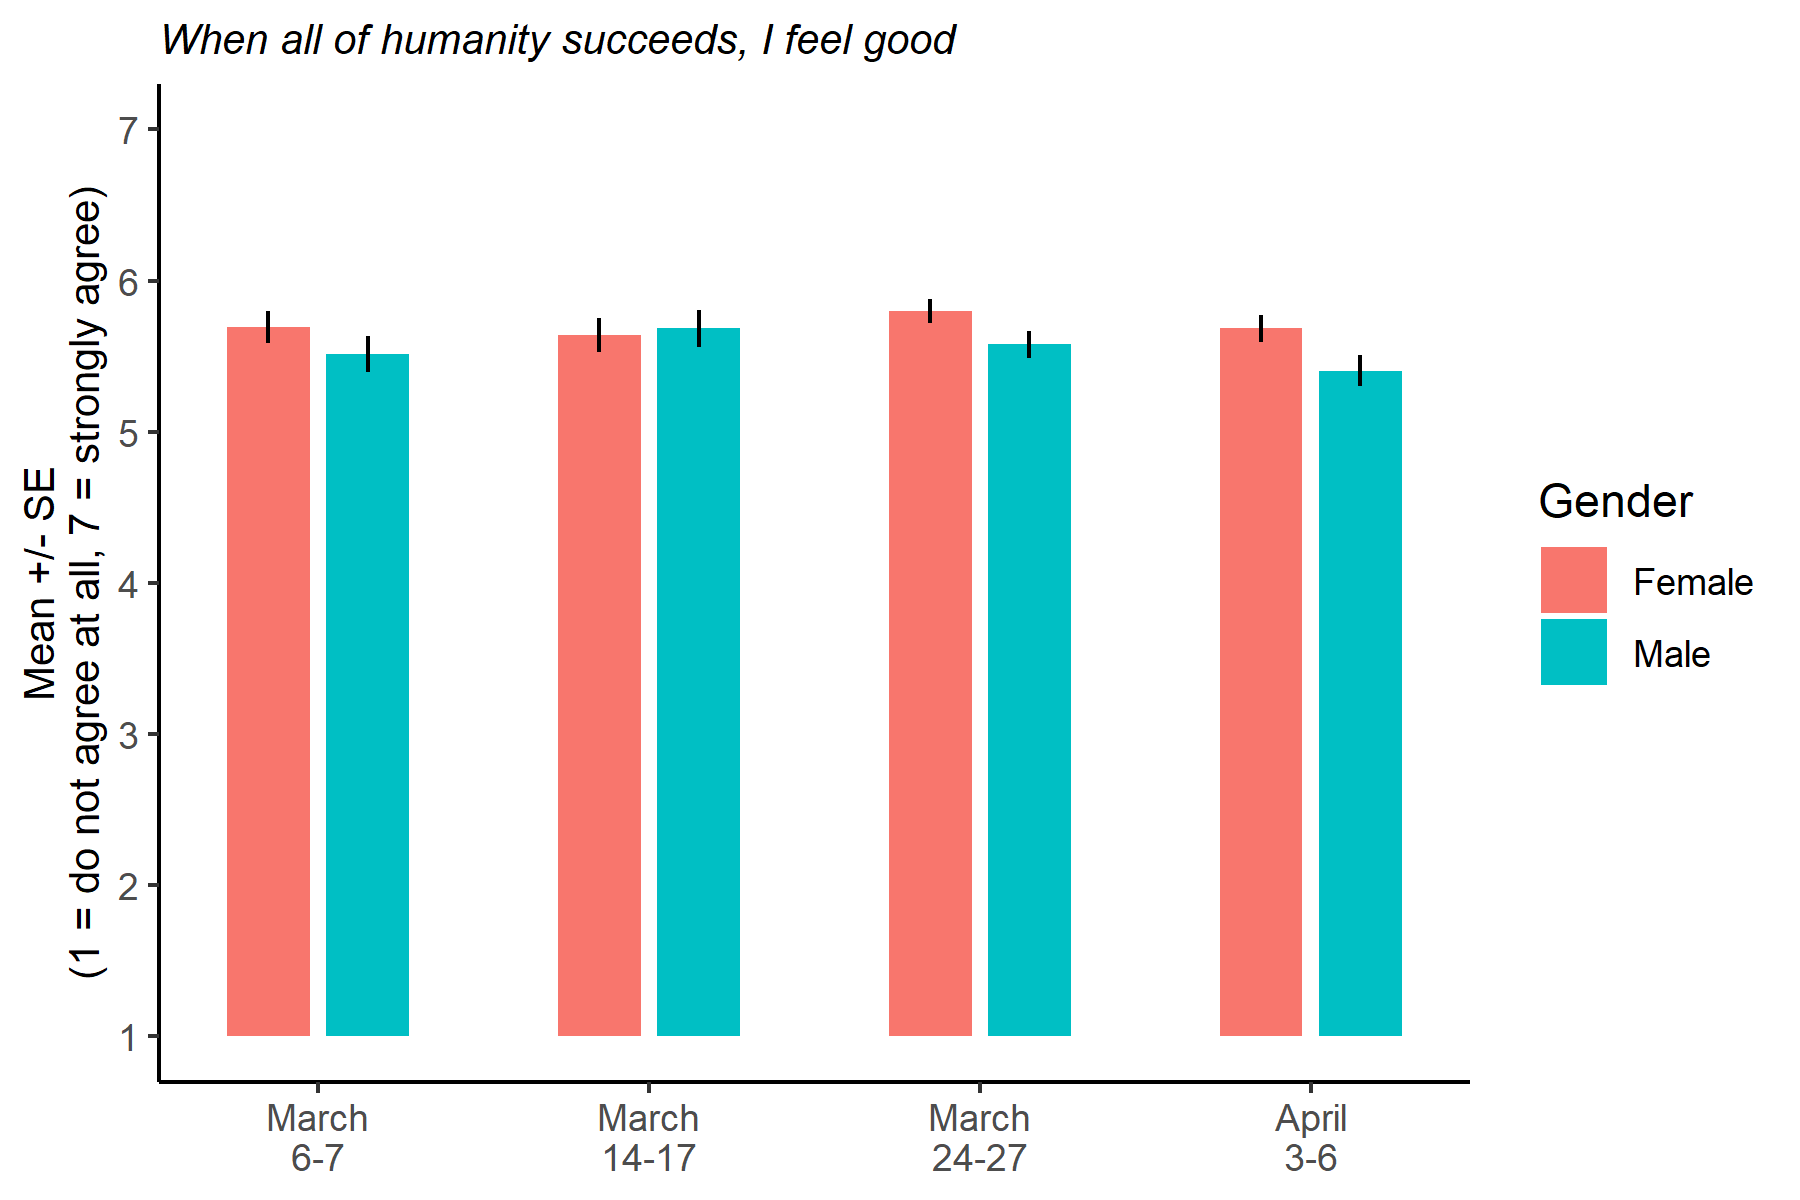 When all of humanity succeeds, I feel good
Mean +/- SE
(1 = do not agree at all, 7 = strongly agree)
7
6
5
4
3
2
1
March
6-7
March
14-17
March
24-27
April
3-6
Gender
Female
Male